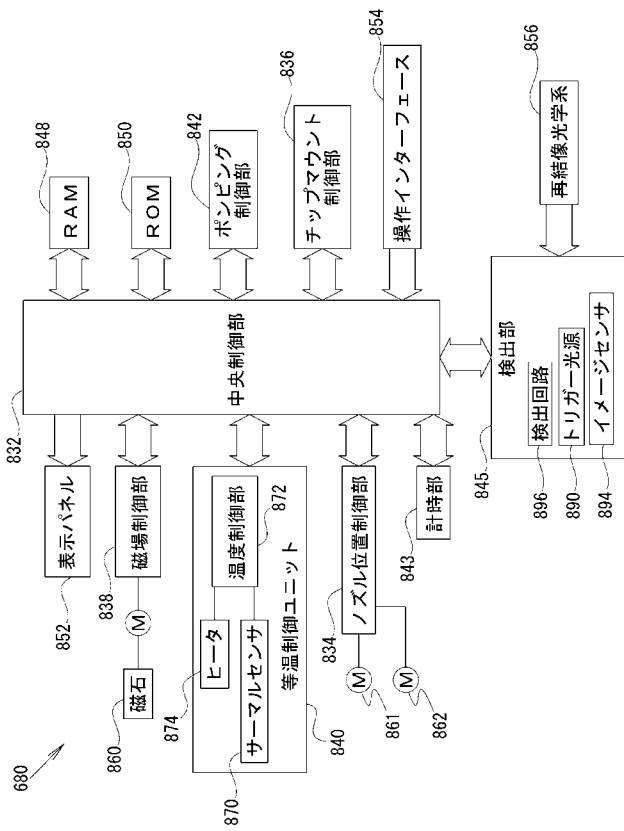 680
832
中央制御部
RAM
848
ROM
850
ポンピング
制御部
842
チップマウント
制御部
836
操作インターフェース
854
表示パネル
852
磁場制御部
838
M
磁石
860
温度制御部
872
ヒータ
874
サーマルセンサ
870
等温制御ユニット
840
ノズル位置制御部
834
M
861
M
862
計時部
843
検出部
845
検出回路
896
トリガー光源
890
イメージセンサ
894
再結像光学系
856